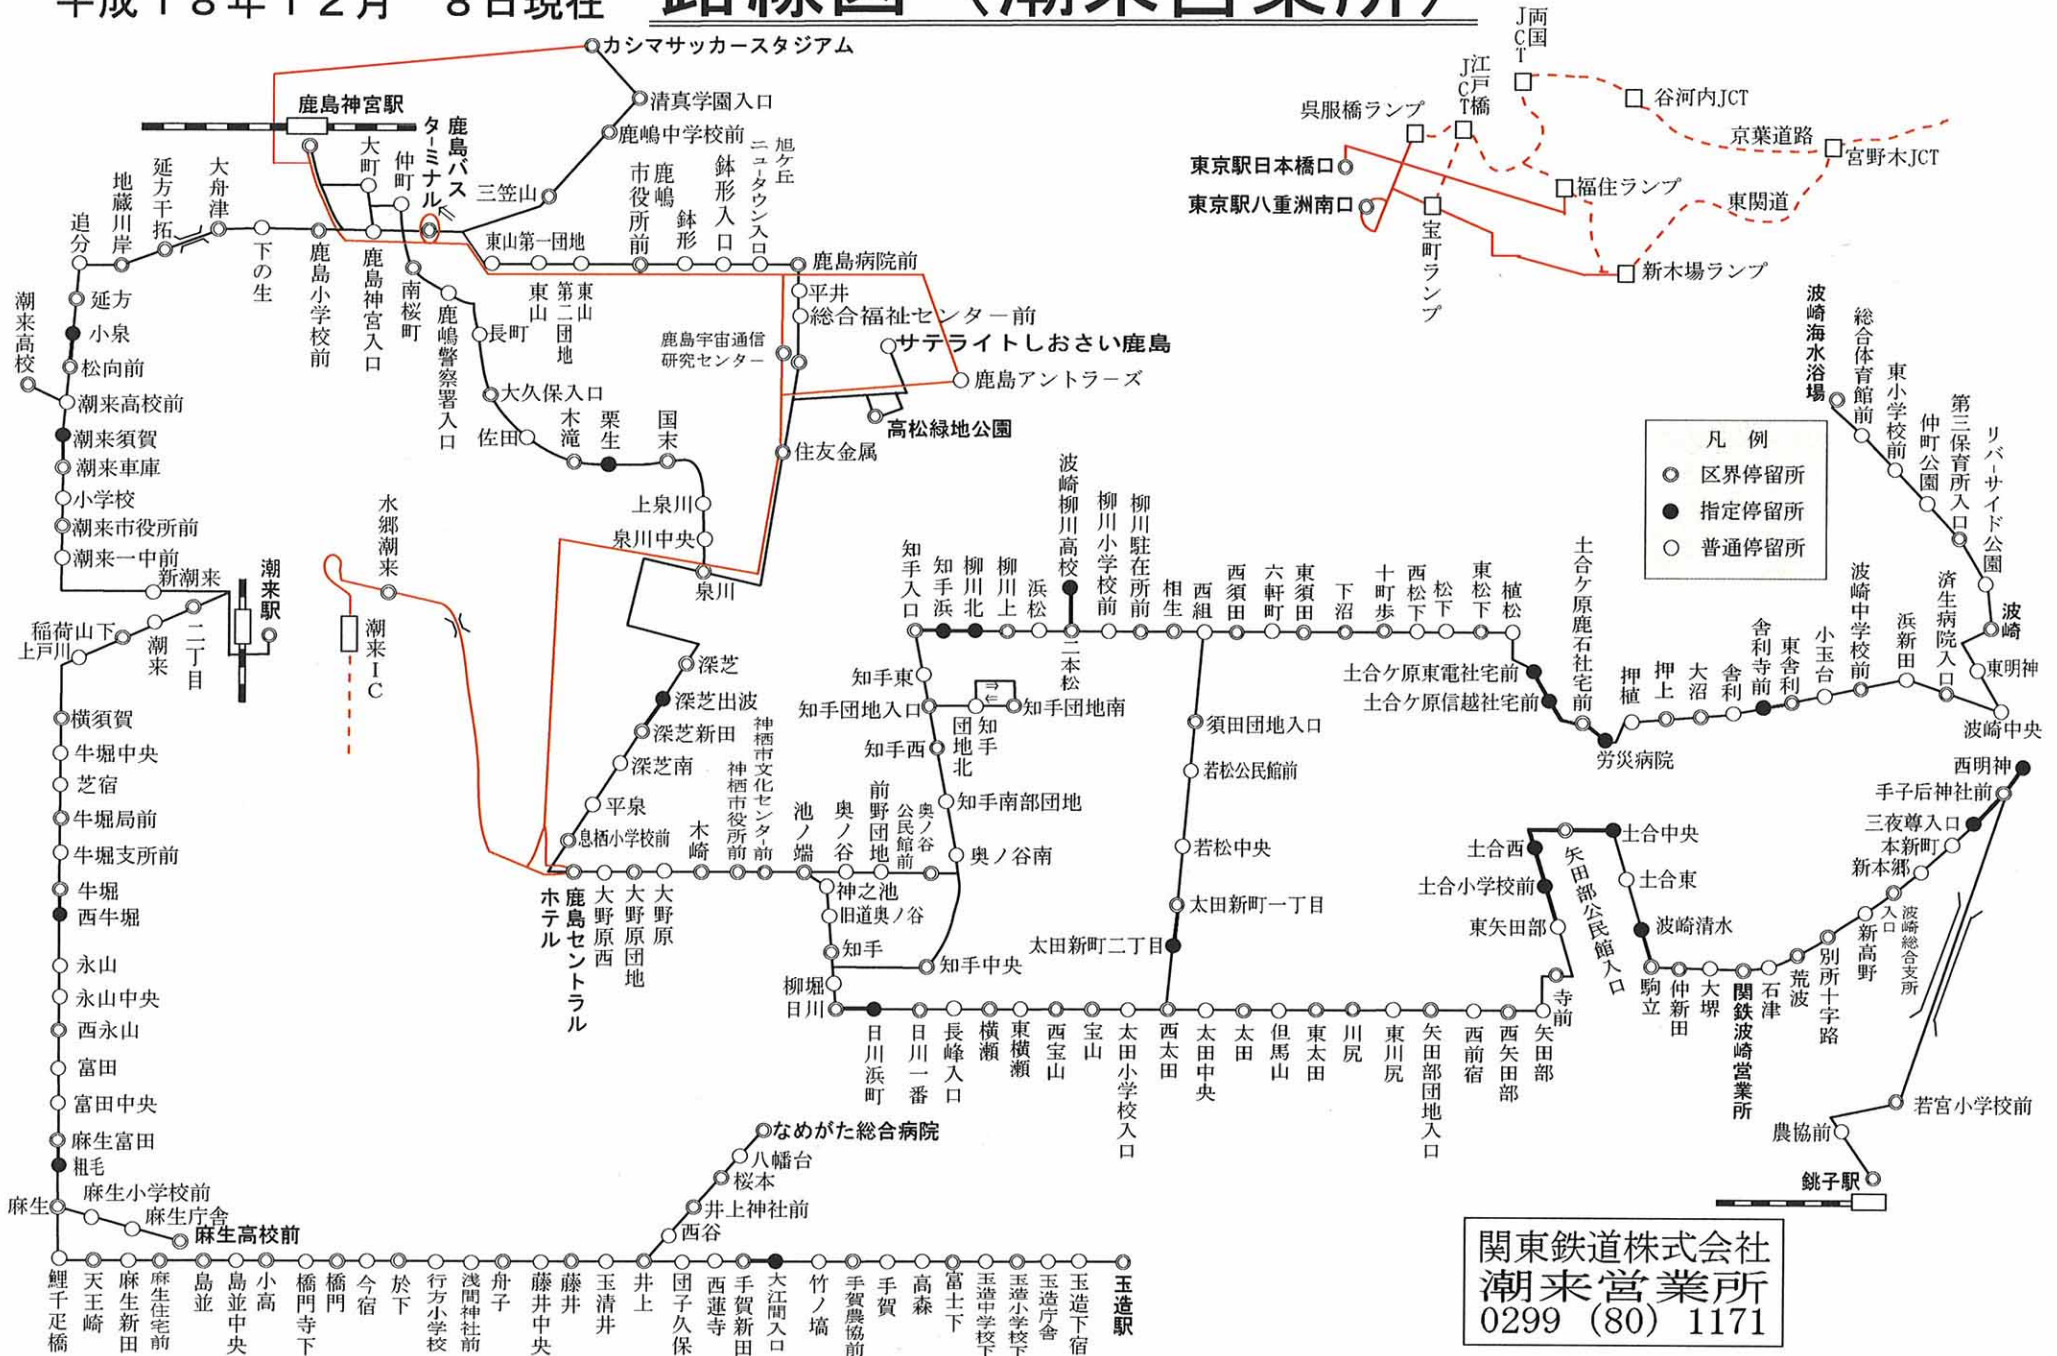 平成18年12月 8日現在
路線図(潮来営業所)
カシマサッカースタジアム
清真学園入口
鹿嶋中学校前
三笠山
鹿島神宮駅
大町
仲町
鹿島バスターミナル
大舟津
延方干拓
地蔵川岸
追分
下の生
鹿島小学校前
鹿島神宮入口
南桜町
鹿嶋警察署入口
長町
大久保入口
佐田
木滝
栗生
国末
上泉川
泉川中央
泉川
東山第一団地
東山
東山第二団地
鹿嶋市役所前
鉢形
鉢形入口
旭ケ丘ニュータウン入口
鹿島病院前
平井
総合福祉センター前
サテライトしおさい鹿島
鹿島宇宙通信研究センター
鹿島アントラーズ
高松緑地公園
住友金属
延方
小泉
松向前
潮来高校
潮来高校前
潮来須賀
潮来車庫
小学校
潮来市役所前
潮来一中前
新潮来
潮来駅
二丁目
潮来
稲荷山下
上戸川
横須賀
牛堀中央
芝宿
牛堀局前
牛堀支所前
牛堀
西牛堀
永山
永山中央
西永山
富田
富田中央
麻生富田
粗毛
麻生
麻生小学校前
麻生庁舎
麻生高校前
鯉千疋橋
天王崎
麻生新田
麻生住宅前
島並
島並中央
小高
橋門寺下
橋門
今宿
於下
行方小学校
浅間神社前
舟子
藤井中央
藤井
玉清井
井上
団子久保
西蓮寺
手賀新田
大江間入口
竹ノ塙
手賀農協前
手賀
高森
富士下
玉造中学校下
玉造小学校下
玉造庁舎
玉造下宿
玉造駅
西谷
井上神社前
桜本
八幡台
なめがた総合病院
水郷潮来
潮来IC
深芝
深芝出波
深芝新田
深芝南
平泉
息栖小学校前
鹿島セントラルホテル
大野原西
大野原団地
大野原
木崎
神栖市役所前
神栖市文化センター前
池ノ端
奥ノ谷
前野団地
奥ノ谷公民館前
神之池
旧道奥ノ谷
知手
柳堀
日川
知手中央
奥ノ谷南
知手南部団地
知手西
知手団地入口
知手団地北
知手団地南
知手東
知手入口
知手浜
柳川北
柳川上
浜松
波崎柳川高校
二本松
柳川小学校前
柳川駐在所前
相生
西組
西須田
六軒町
東須田
下沼
十町歩
西松下
松下
東松下
植松
土合ケ原東電社宅前
土合ケ原信越社宅前
土合ケ原鹿石社宅前
労災病院
押植
押上
大沼
舎利
舎利寺前
東舎利
小玉台
波崎中学校前
浜新田
済生病院入口
波崎中央
東明神
波崎
リバーサイド公園
第三保育所入口
仲町公園
東小学校前
総合体育館前
波崎海水浴場
須田団地入口
若松公民館前
若松中央
太田新町一丁目
太田新町二丁目
日川浜町
日川一番
長峰入口
横瀬
東横瀬
西宝山
宝山
太田小学校入口
西太田
太田中央
太田
但馬山
東太田
川尻
東川尻
矢田部団地入口
西前宿
西矢田部
矢田部
寺前
東矢田部
土合小学校前
土合西
矢田部公民館入口
土合中央
土合東
波崎清水
駒立
仲新田
大堺
関鉄波崎営業所
石津
荒波
別所十字路
新高野
波崎総合支所入口
新本郷
本新町
三夜尊入口
手子后神社前
西明神
若宮小学校前
農協前
銚子駅
両国JCT
江戸橋JCT
呉服橋ランプ
東京駅日本橋口
東京駅八重洲南口
宝町ランプ
福住ランプ
新木場ランプ
谷河内JCT
京葉道路
宮野木JCT
東関道
凡 例
区界停留所
指定停留所
普通停留所
関東鉄道株式会社
潮来営業所
0299 (80) 1171